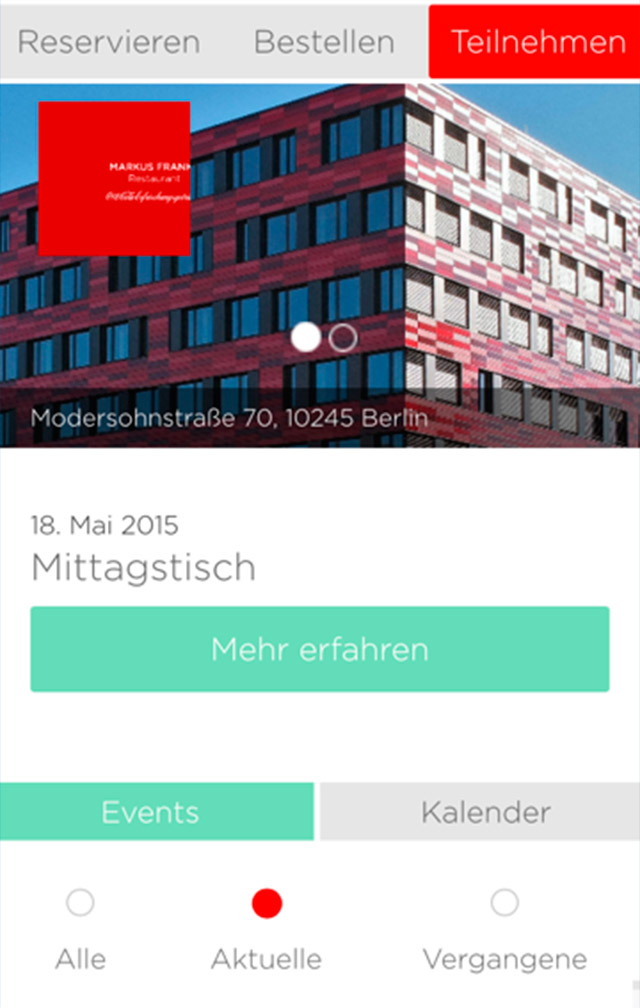 Reservieren Bestellen Teilnehmen
MARKUS FRANK
Restaurant
Modersohnstraße 70, 10245 Berlin
18. Mai 2015
Mittagstisch
Mehr erfahren
Events Kalender
Alle Aktuelle Vergangene